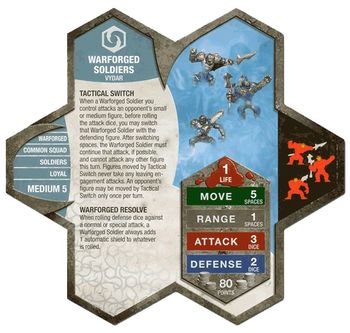 WARFORGED
SOLDIERS
VYDAR
TACTICAL SWITCH
When a Warforged Soldier you
control attacks an opponent's small
or medium figure, before rolling
the attack dice, you may switch
that Warforged Soldier with the
defending figure. After switching
spaces, the Warforged Soldier must
continue that attack, if possible,
and cannot attack any other figure
this turn. Figures moved by Tactical
Switch never take any leaving en-
gagement attacks. An opponent's
figure may be moved by Tactical
Switch only once per turn.
WARFORGED RESOLVE
When rolling defense dice against
a normal or special attack, a
Warforged Soldier always adds
1 automatic shield to whatever
is rolled.
WARFORGED
COMMON SQUAD
SOLDIERS
LOYAL
MEDIUM 5
1
LIFE
MOVE 5
SPACES
RANGE 1
SPACES
ATTACK 3
DICE
DEFENSE 2
DICE
80
POINTS